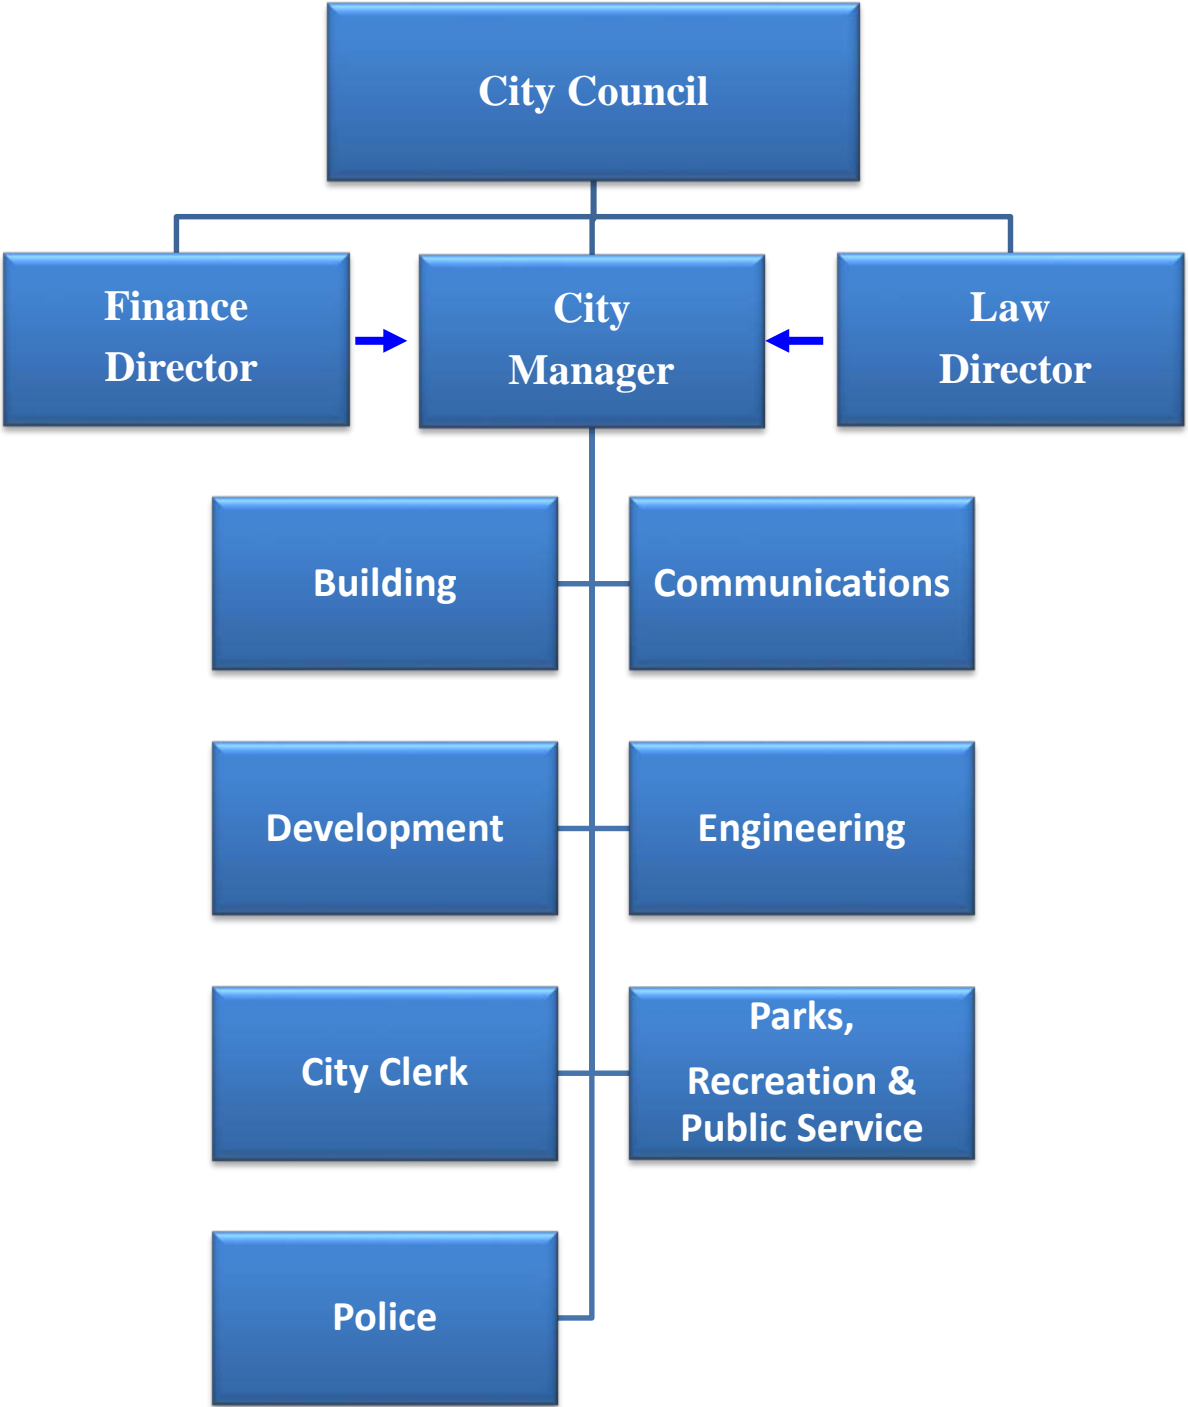 City Council
Finance
Director
City
Manager
Law
Director
Building
Communications
Development
Engineering
City Clerk
Parks,
Recreation &
Public Service
Police